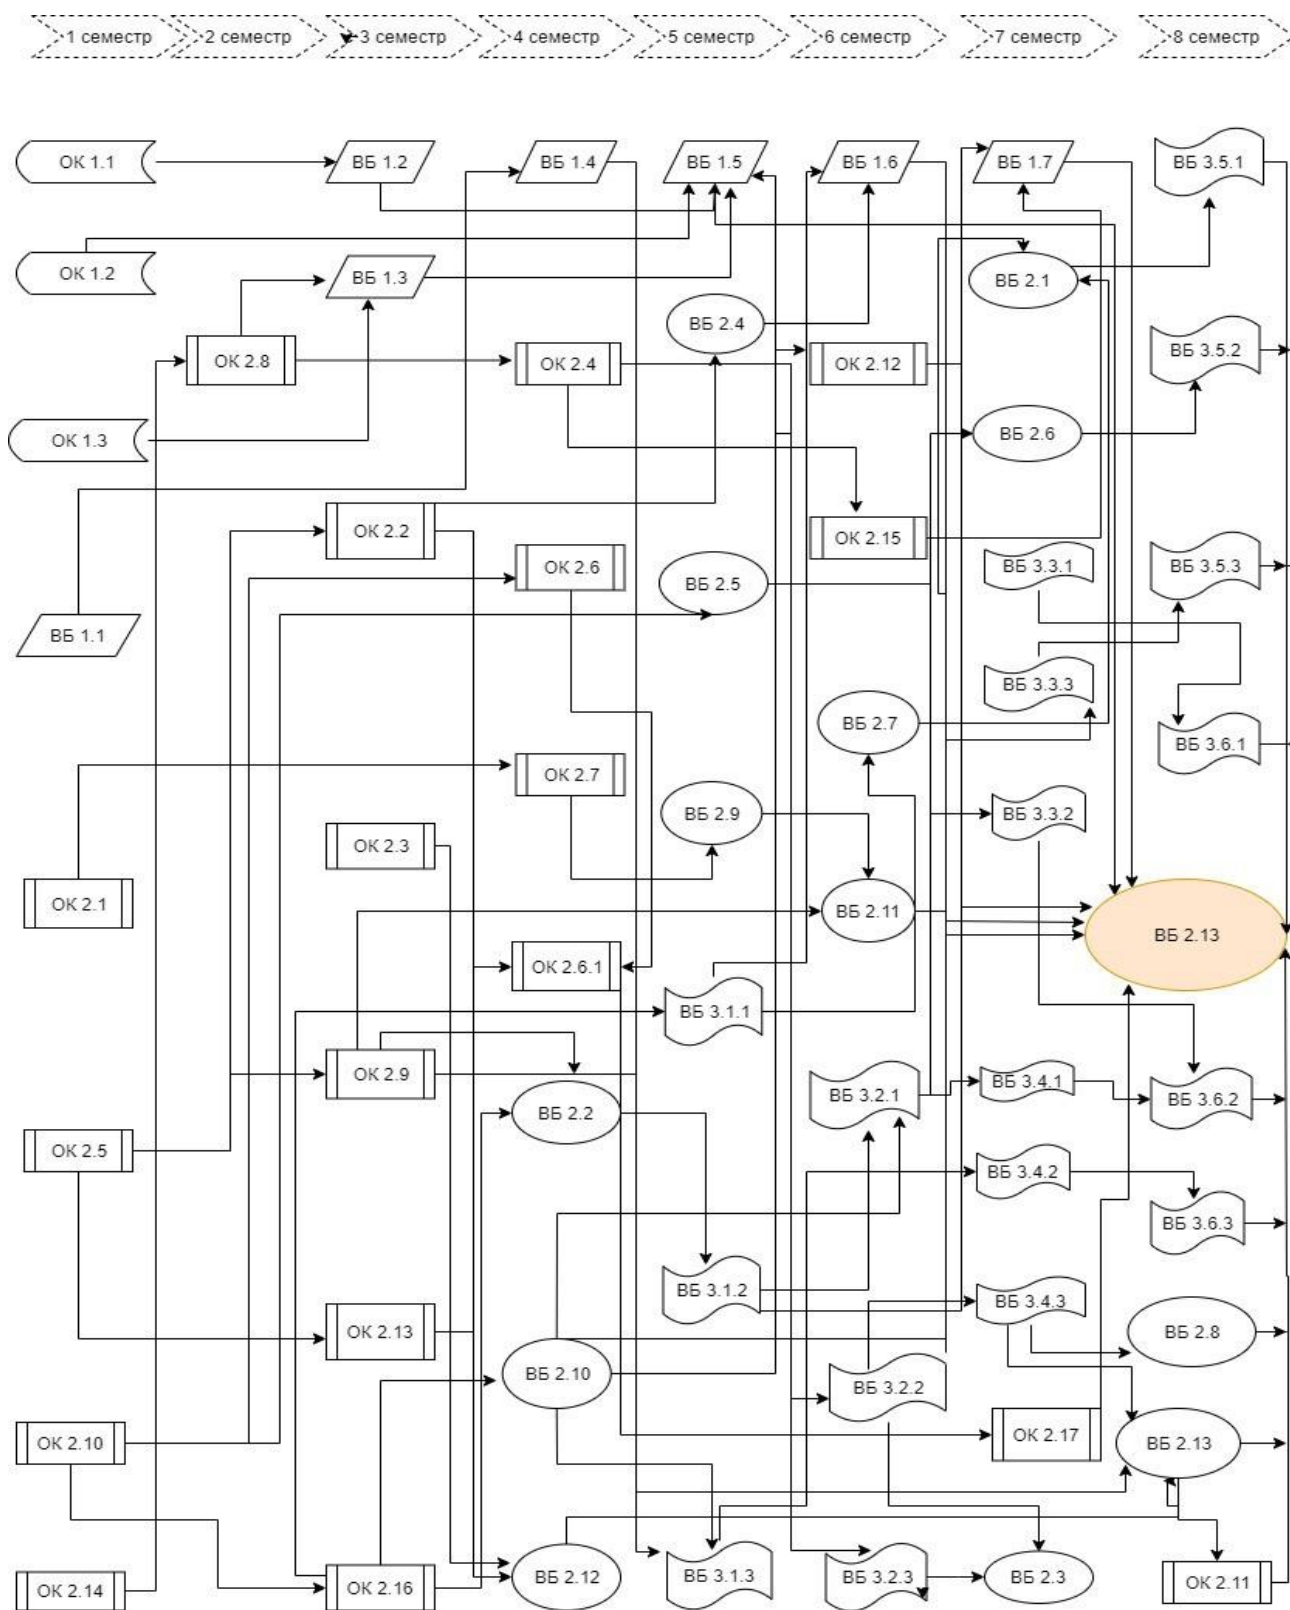 1 семестр
2 семестр
3 семестр
4 семестр
5 семестр
6 семестр
7 семестр
8 семестр
ОК 1.1
ВБ 1.2
ВБ 1.4
ВБ 1.5
ВБ 1.6
ВБ 1.7
ВБ 3.5.1
ОК 1.2
ВБ 1.3
ВБ 2.1
ВБ 2.4
ОК 2.8
ОК 2.4
ОК 2.12
ВБ 3.5.2
ОК 1.3
ВБ 2.6
ОК 2.2
ОК 2.15
ОК 2.6
ВБ 2.5
ВБ 3.3.1
ВБ 3.5.3
ВБ 1.1
ВБ 3.3.3
ВБ 2.7
ВБ 3.6.1
ОК 2.7
ВБ 2.9
ВБ 3.3.2
ОК 2.3
ОК 2.1
ВБ 2.11
ВБ 2.13
ОК 2.6.1
ВБ 3.1.1
ОК 2.9
ВБ 2.2
ВБ 3.2.1
ВБ 3.4.1
ВБ 3.6.2
ОК 2.5
ВБ 3.4.2
ВБ 3.6.3
ВБ 3.1.2
ВБ 3.4.3
ОК 2.13
ВБ 2.8
ВБ 2.10
ВБ 3.2.2
ОК 2.10
ОК 2.17
ВБ 2.13
ОК 2.14
ОК 2.16
ВБ 2.12
ВБ 3.1.3
ВБ 3.2.3
ВБ 2.3
ОК 2.11